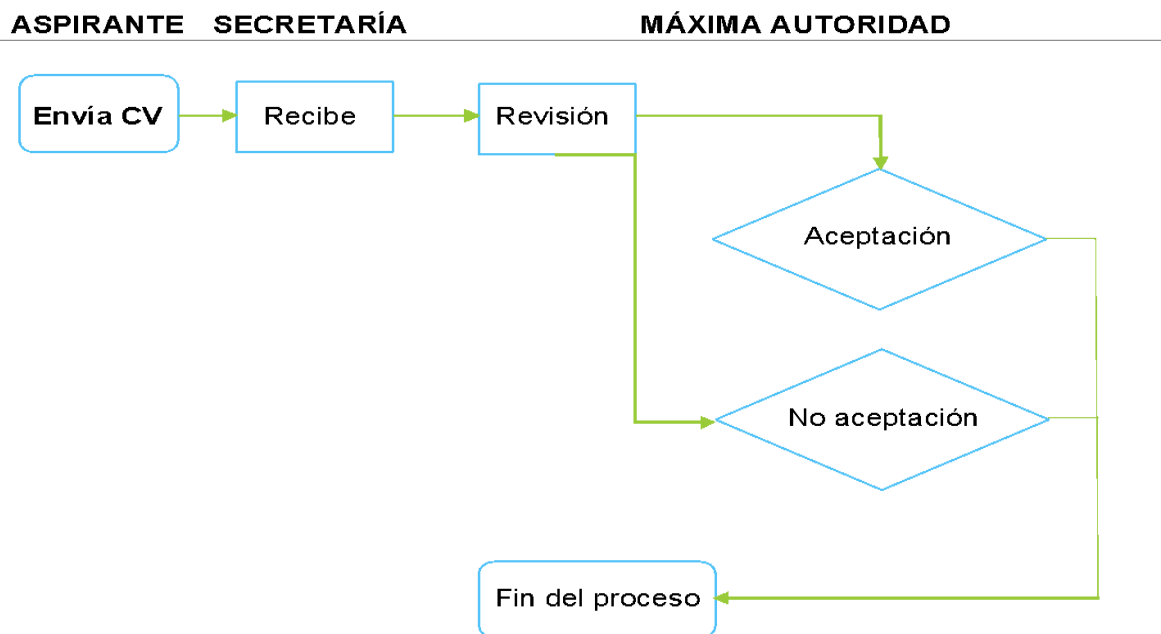 ASPIRANTE SECRETARÍA MÁXIMA AUTORIDAD
Envía CV
Recibe
Revisión
Aceptación
No aceptación
Fin del proceso